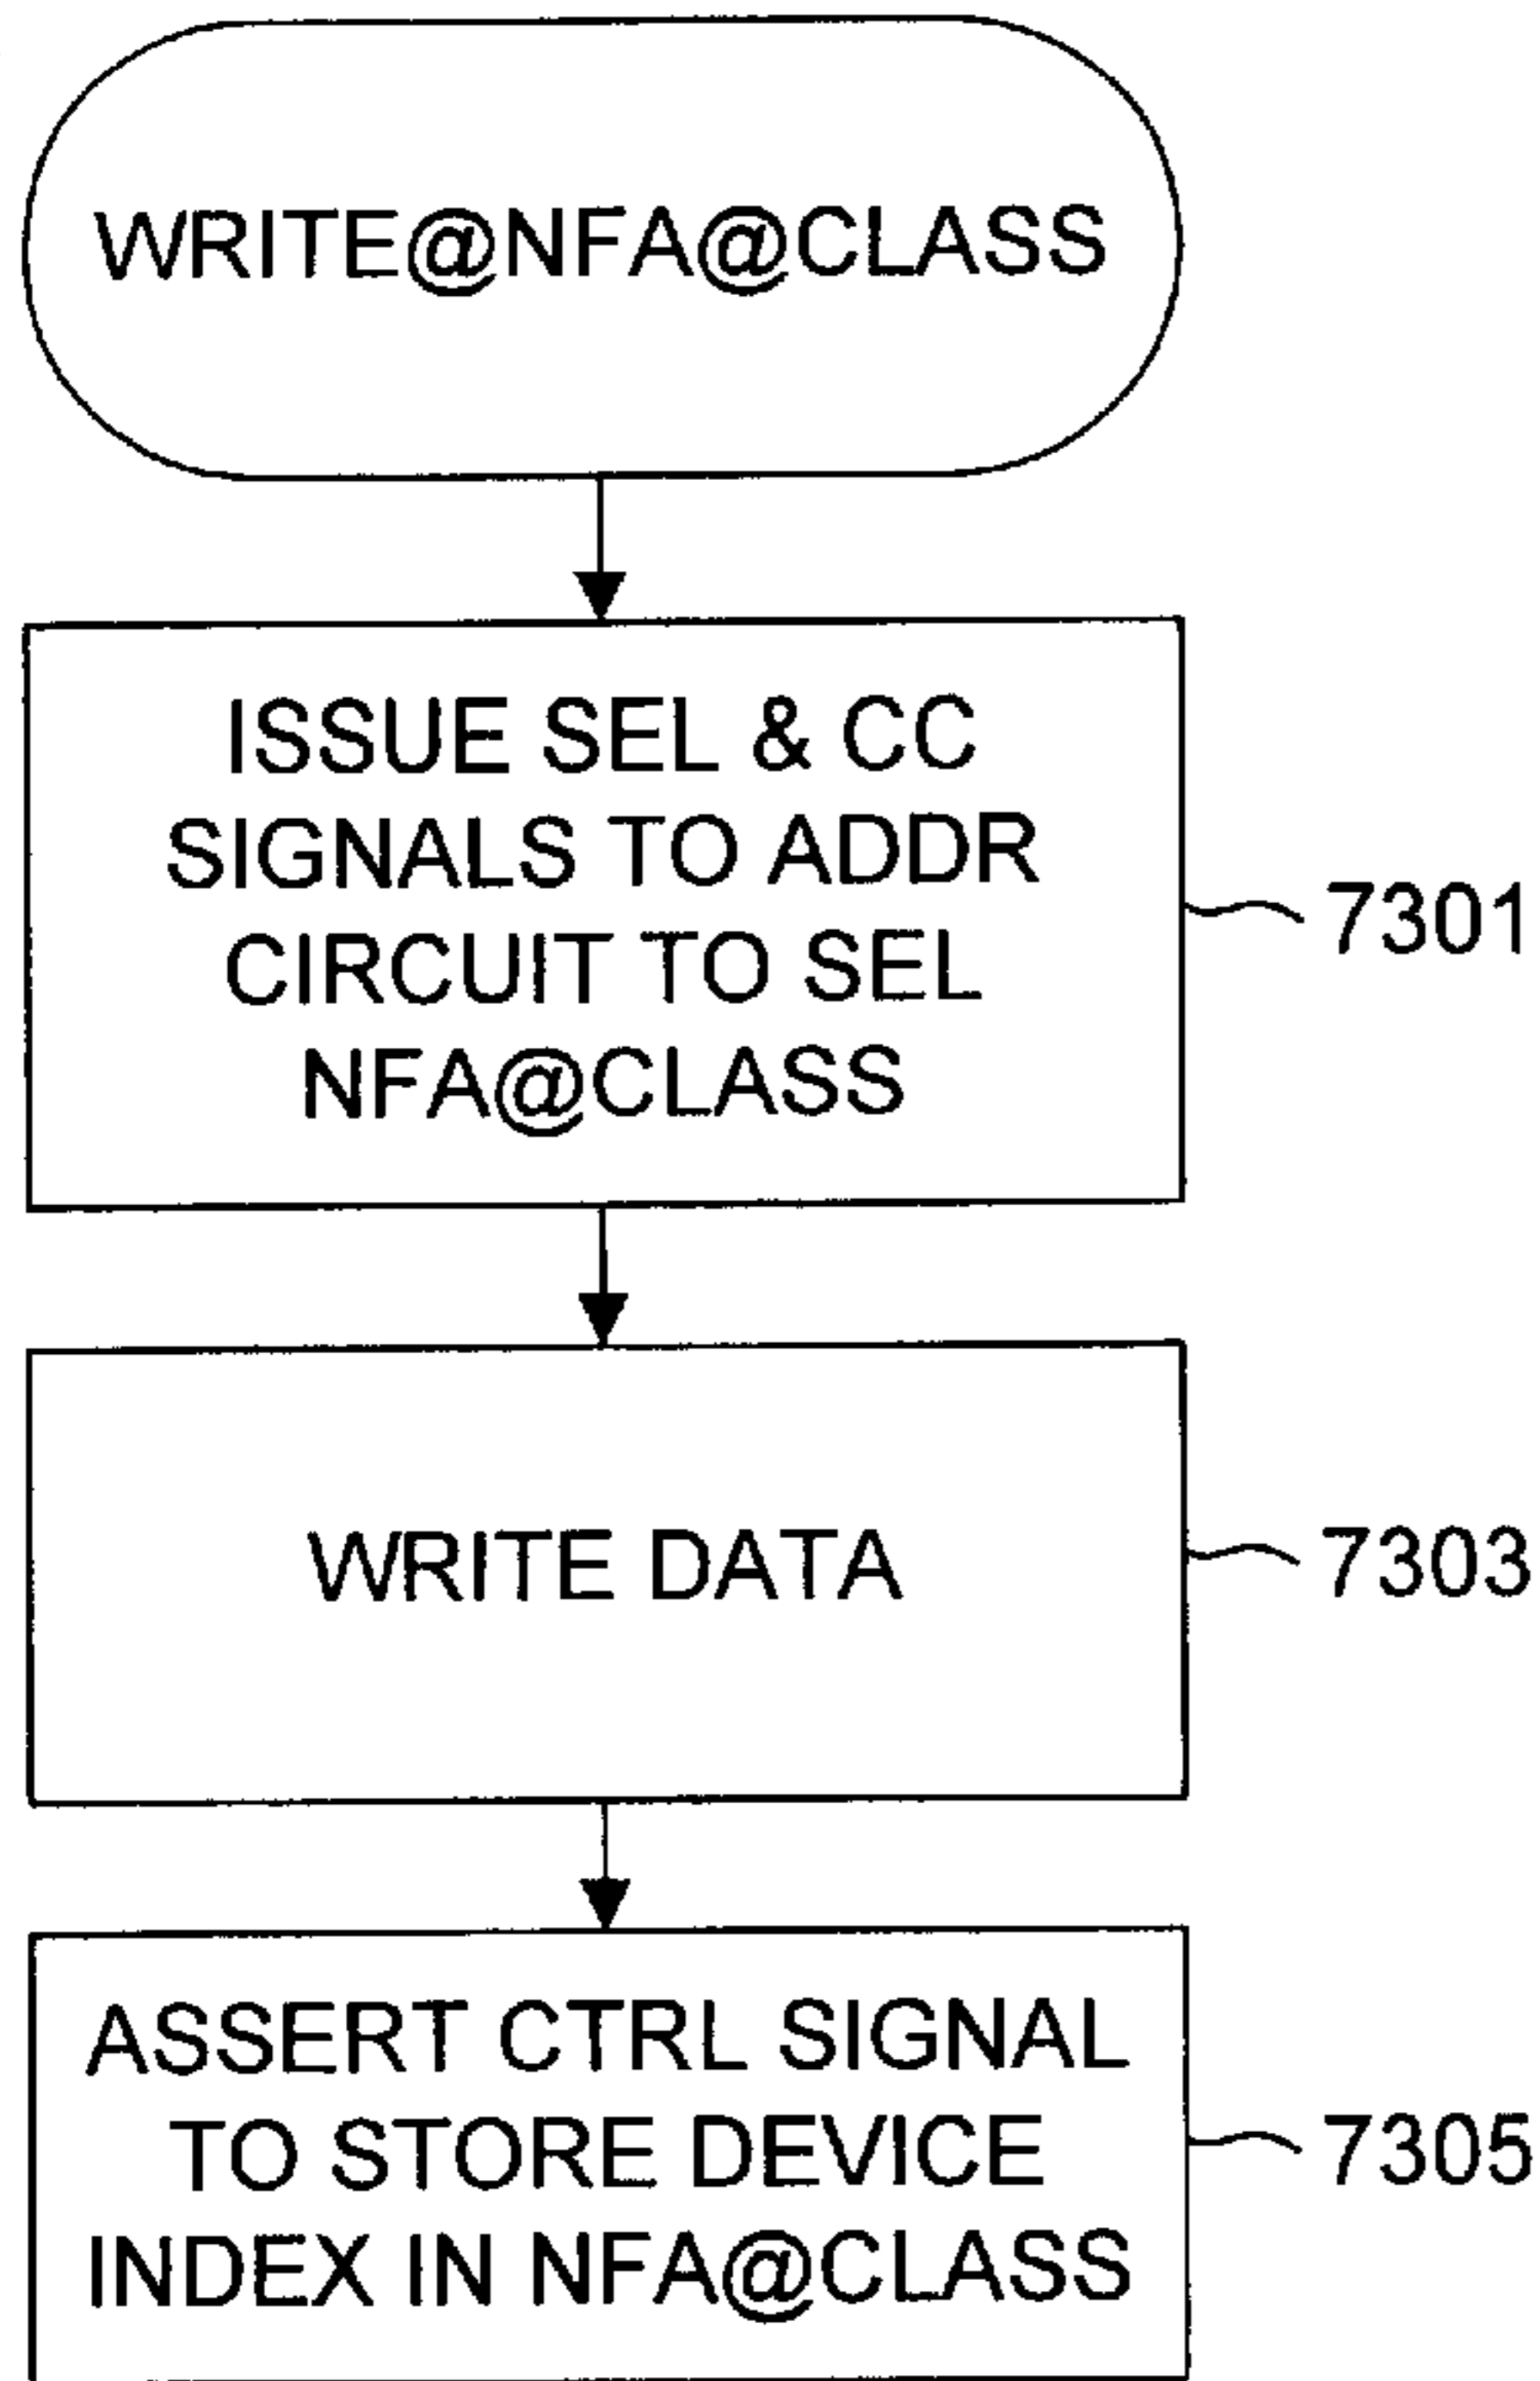 WRITE@NFA@CLASS
ISSUE SEL & CC
SIGNALS TO ADDR
CIRCUIT TO SEL
NFA@CLASS
7301
WRITE DATA
7303
ASSERT CTRL SIGNAL
TO STORE DEVICE
INDEX IN NFA@CLASS
7305